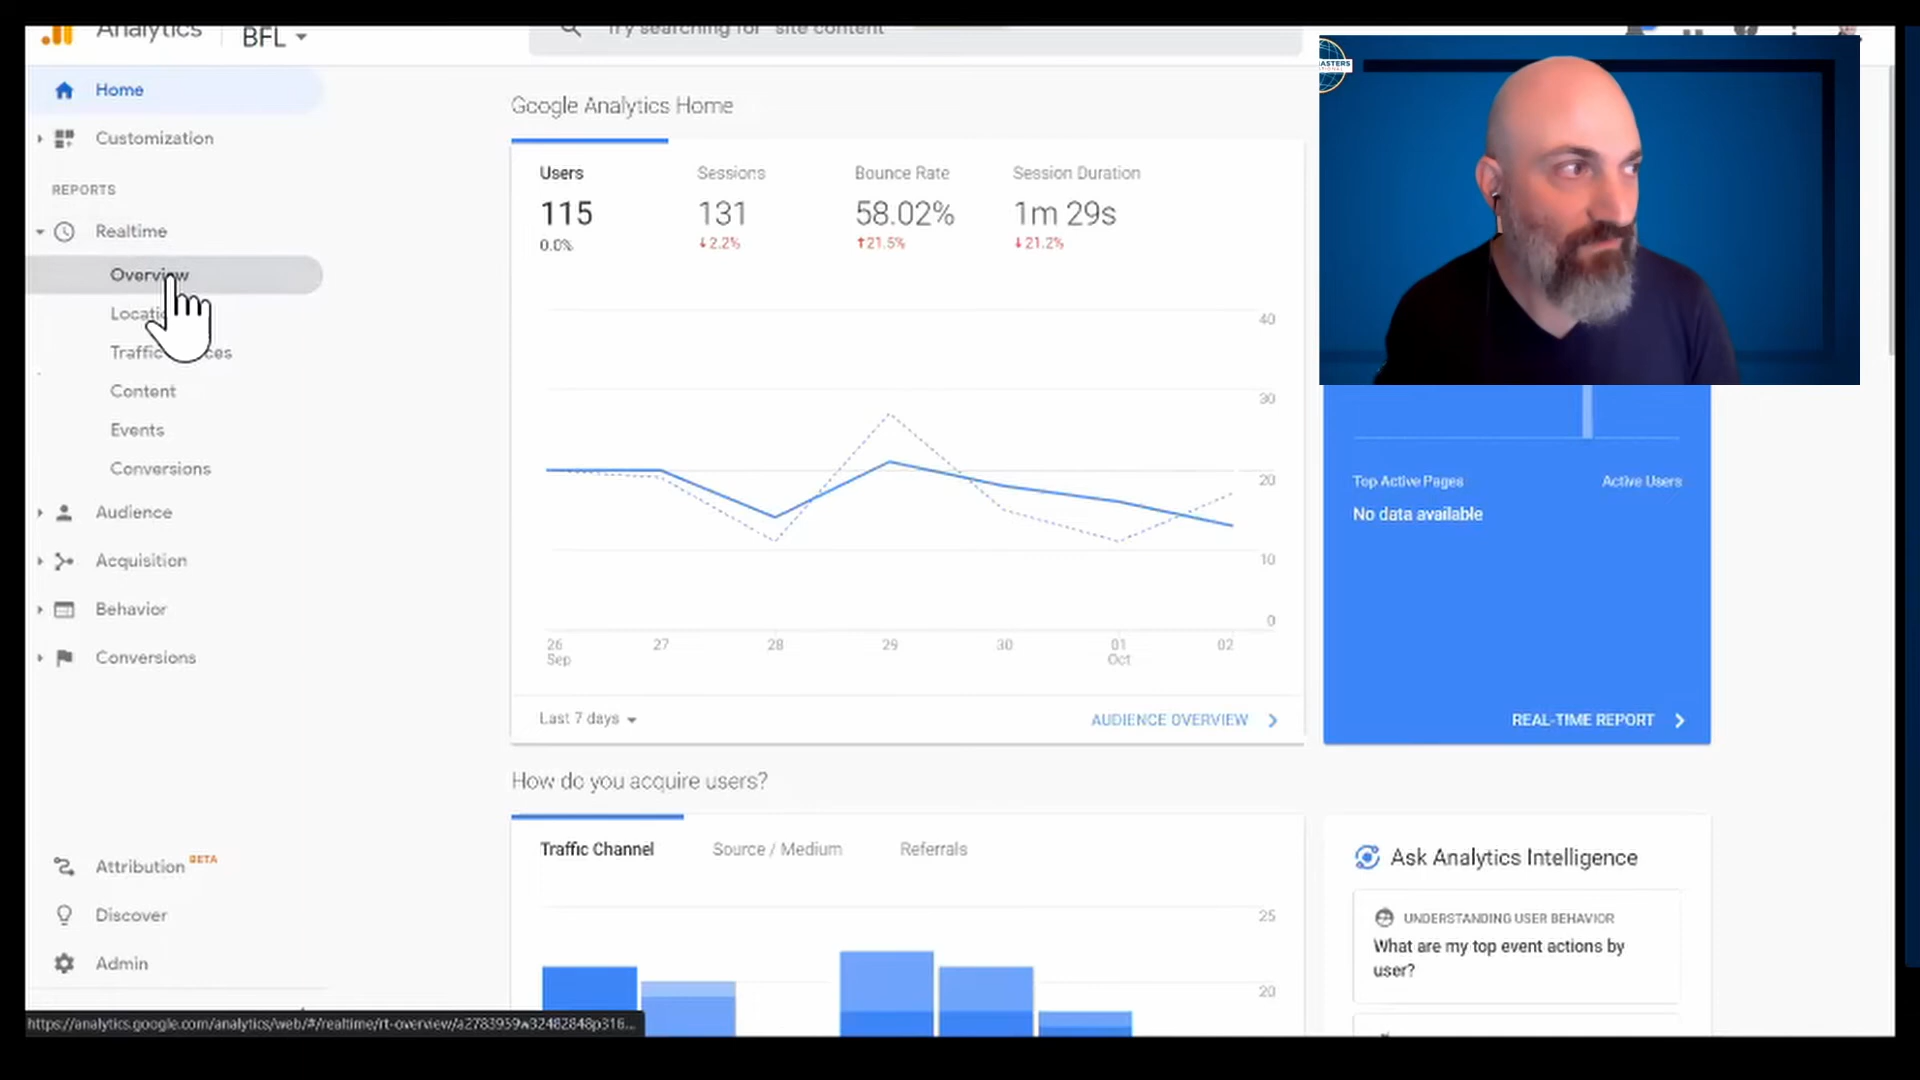 Analytics
BFL
Try searching for "site content"
ASTERS
Home
Customization
REPORTS
Realtime
Overview
Traffic
Content
Events
Conversions
Audience
Acquisition
Behavior
Conversions
Attribution BETA
Discover
Admin
https://analytics.google.com/analytics/web/#/realtime/rt-overview/a2783959w32482848p316...
Google Analytics Home
Users
115
0.0%
Sessions
131
↓2.2%
Bounce Rate
58.02%
↑21.5%
Session Duration
1m 29s
↓21.2%
40
30
20
10
0
26 27 28 29 30 01 02
Sep Oct
Last 7 days
AUDIENCE OVERVIEW
Top Active Pages Active Users
No data available
REAL-TIME REPORT
How do you acquire users?
Traffic Channel Source / Medium Referrals
25
20
Ask Analytics Intelligence
UNDERSTANDING USER BEHAVIOR
What are my top event actions by
user?